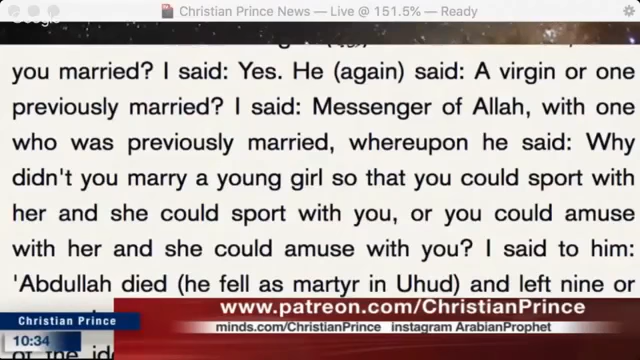 Christian Prince News — Live @ 151.5% — Ready
Google
you married? I said: Yes. He (again) said: A virgin or one
previously married? I said: Messenger of Allah, with one
who was previously married, whereupon he said: Why
didn't you marry a young girl so that you could sport with
her and she could sport with you, or you could amuse
with her and she could amuse with you? I said to him:
'Abdullah died (he fell as martyr in Uhud) and left nine or
www.patreon.com/ChristianPrince
Christian Prince
minds.com/ChristianPrince instagram ArabianProphet
10:34
of the